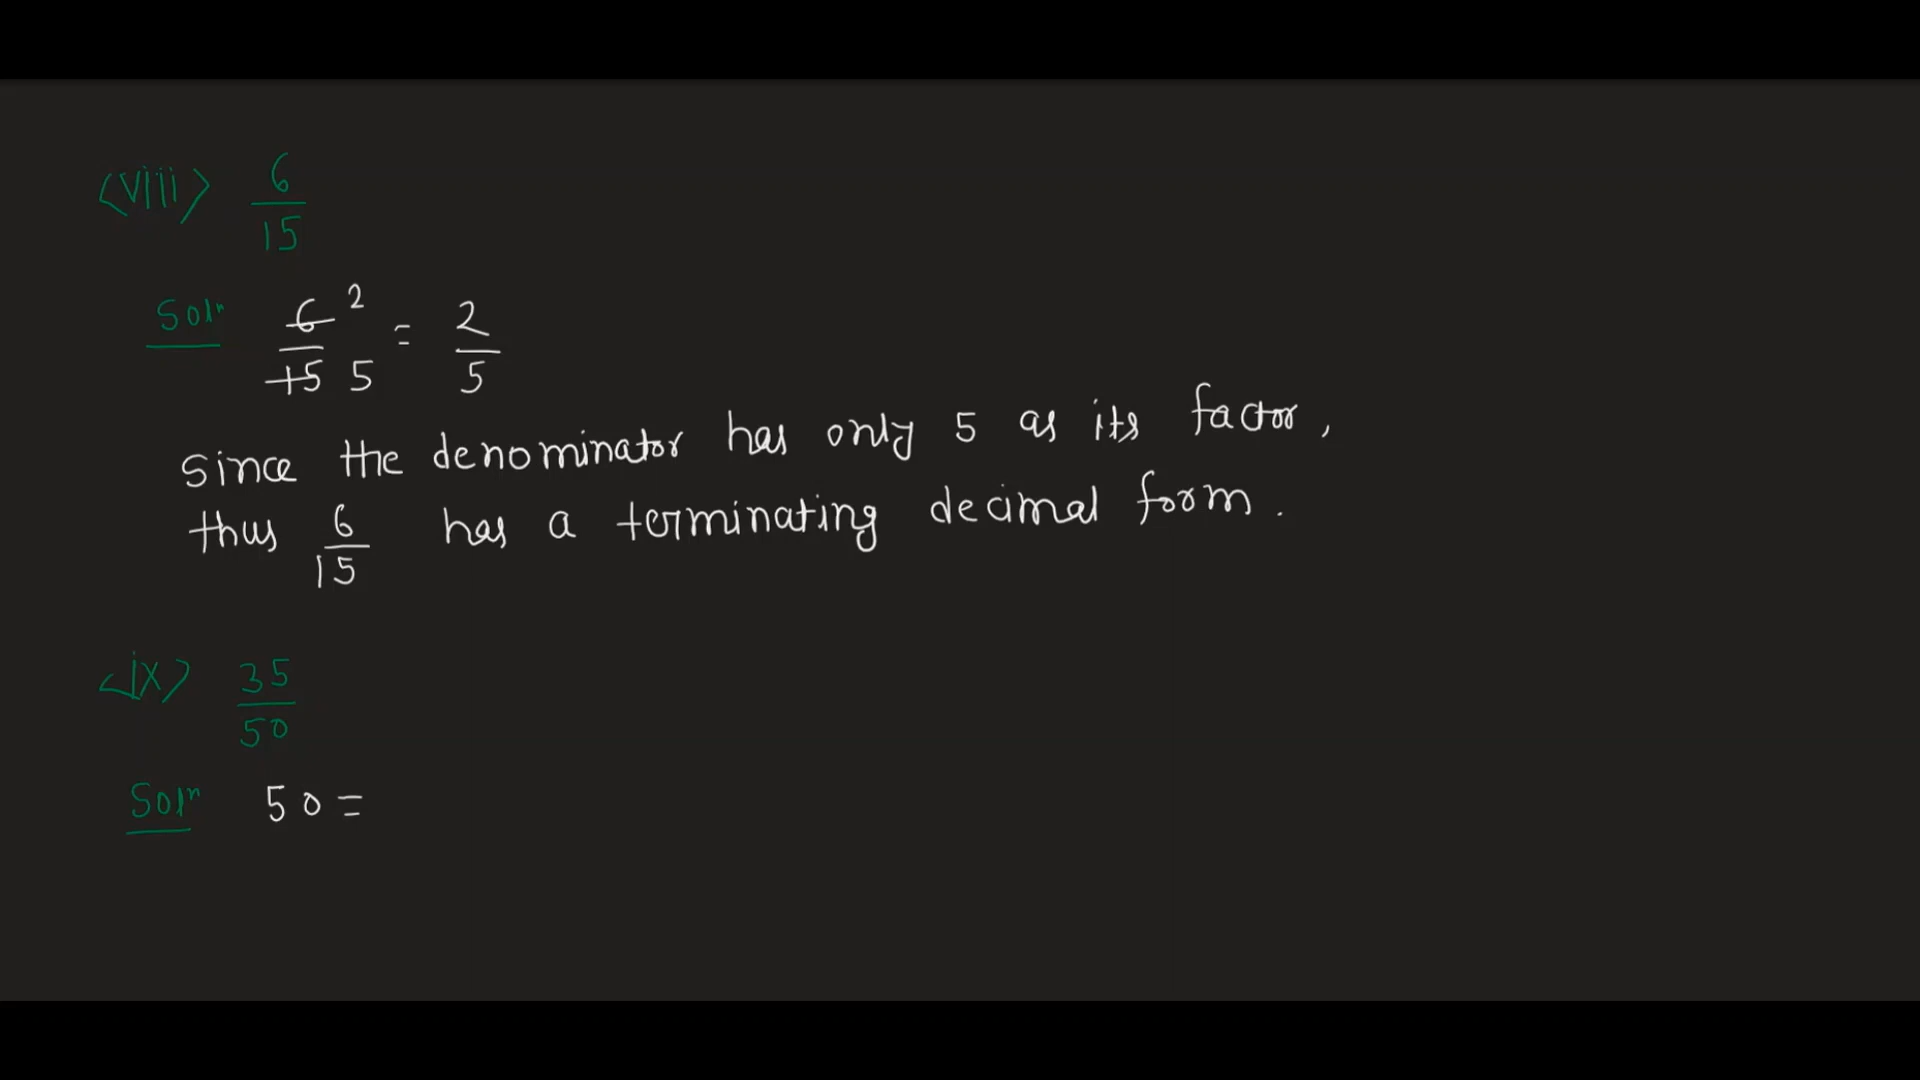 <viii> 6/15
Solⁿ 6/15 2/5 = 2/5
Since the denominator has only 5 as its factor,
thus 6/15 has a terminating decimal form.
<ix> 35/50
Solⁿ 50 =